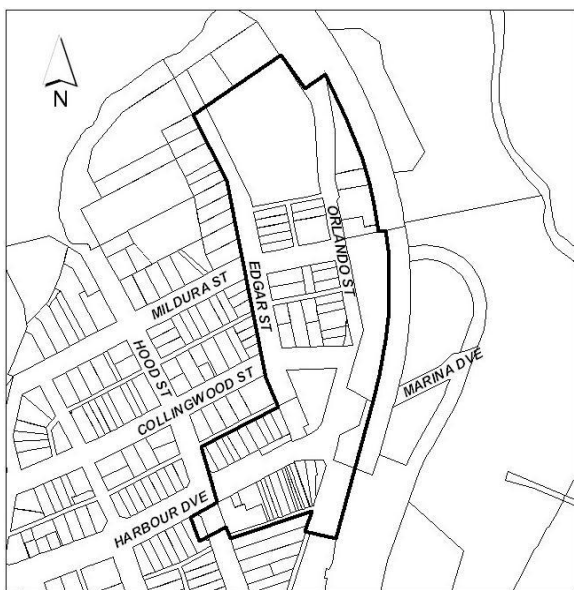 N
ORLANDO ST
EDGAR ST
MILDURA ST
HOOD ST
MARINA DVE
COLLINGWOOD ST
HARBOUR DVE